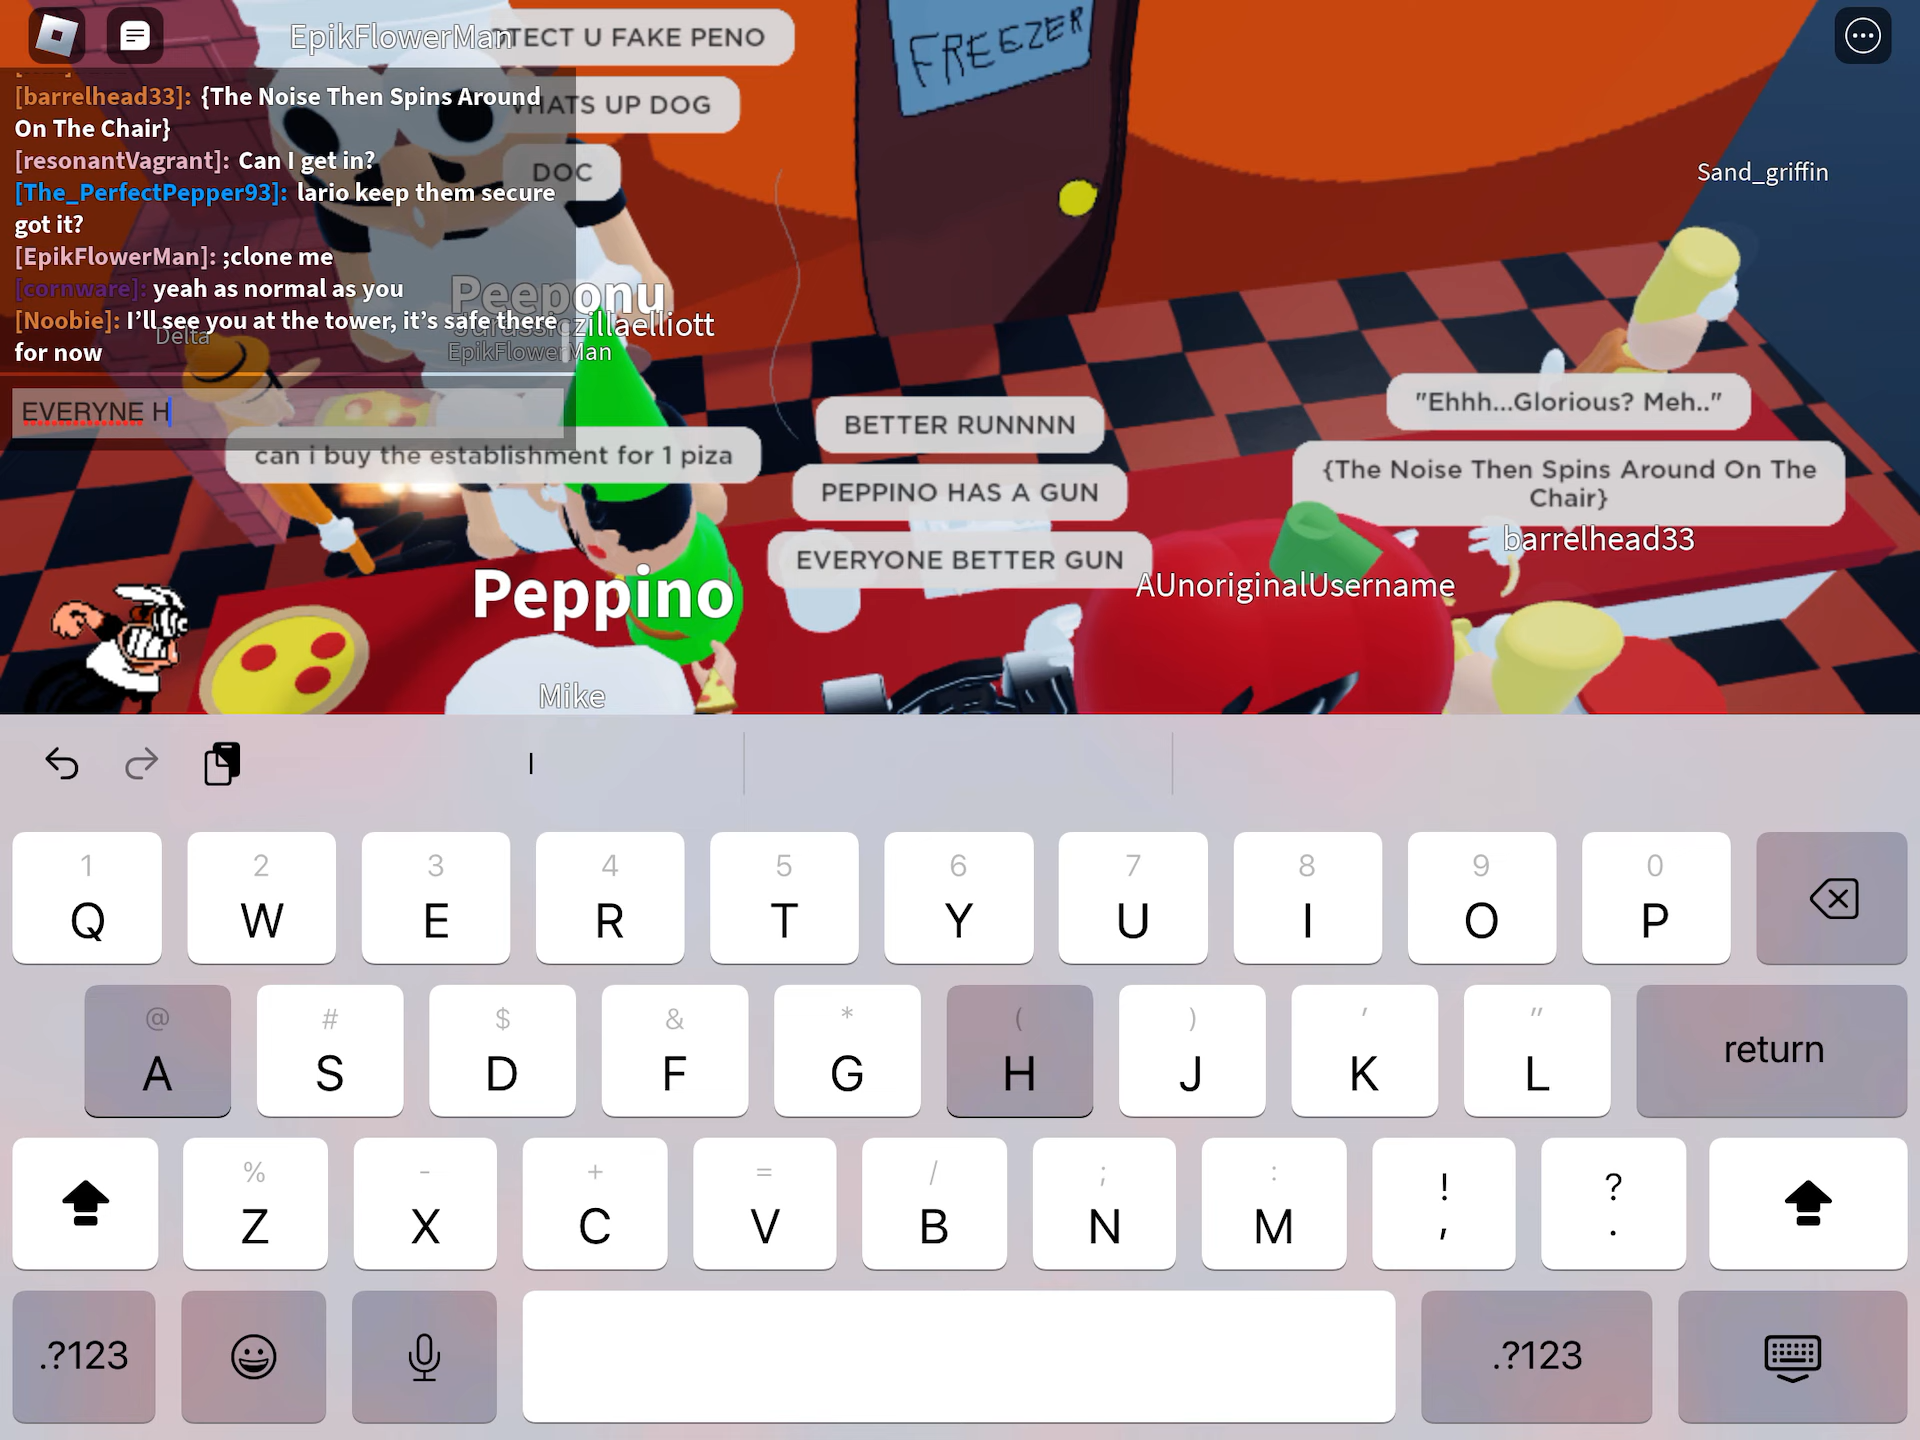 EpikFlowerMan
TECT U FAKE PENO
HATS UP DOG
DOC
FREEZER
[barrelhead33]: {The Noise Then Spins Around
On The Chair}
[resonantVagrant]: Can I get in?
[The_PerfectPepper93]: lario keep them secure
got it?
[EpikFlowerMan]: ;clone me
[cornware]: yeah as normal as you
[Noobie]: I'll see you at the tower, it's safe there
for now
Delta
Peeponu
zillaelliott
EpikFlowerMan
Sand_griffin
EVERYNE H
can i buy the establishment for 1 piza
BETTER RUNNNN
PEPPINO HAS A GUN
EVERYONE BETTER GUN
"Ehhh...Glorious? Meh.."
{The Noise Then Spins Around On The
Chair}
barrelhead33
AUnoriginalUsername
Peppino
Mike
I
1 2 3 4 5 6 7 8 9 0
Q W E R T Y U I O P
@ # $ & * ( ) ' "
A S D F G H J K L return
% - + = / ; : ! ?
Z X C V B N M , .
.?123 .?123